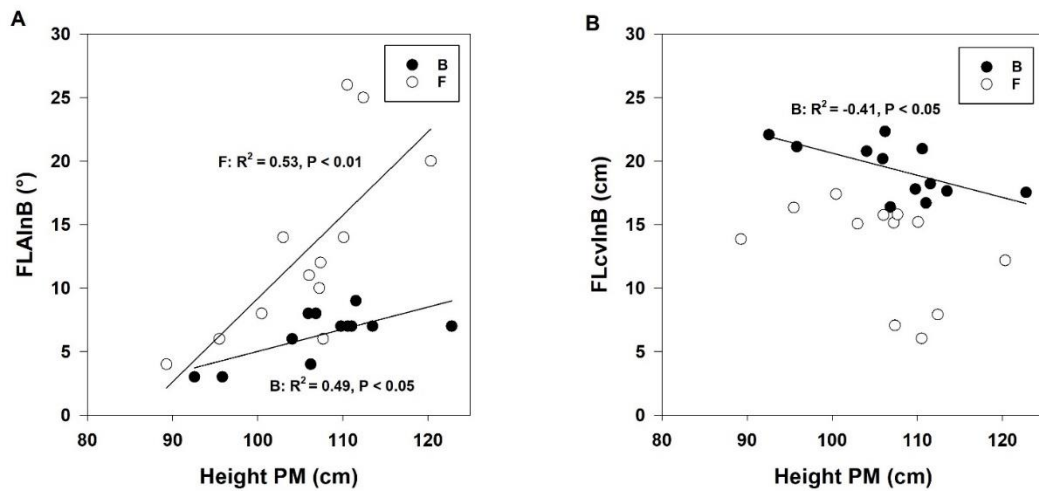 A
30
25
20
15
10
5
0
FLAInB (°)
B
F
F: R² = 0.53, P < 0.01
B: R² = 0.49, P < 0.05
80 90 100 110 120
Height PM (cm)
B
30
25
20
15
10
5
0
FLcvInB (cm)
B
F
B: R² = -0.41, P < 0.05
80 90 100 110 120
Height PM (cm)